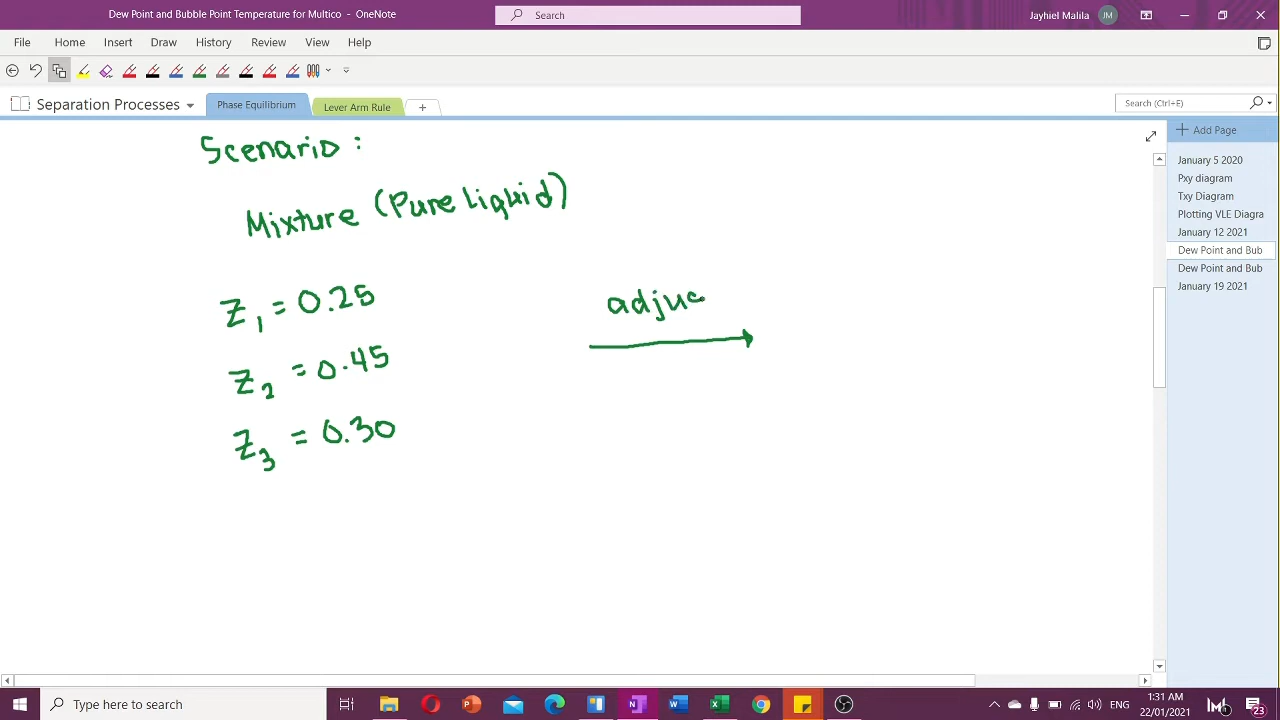 Dew Point and Bubble Point Temperature for Multico - OneNote
Search
Jayhiel Malila
JM
File Home Insert Draw History Review View Help
Separation Processes
Phase Equilibrium
Lever Arm Rule
+
Search (Ctrl+E)
Scenario :
Mixture (Pure liquid)
Z1 = 0.25
Z2 = 0.45
Z3 = 0.30
adjus
Add Page
January 5 2020
Pxy diagram
Txy Diagram
Plotting VLE Diagra
January 12 2021
Dew Point and Bub
Dew Point and Bub
January 19 2021
Type here to search
ENG
1:31 AM
22/01/2021
23